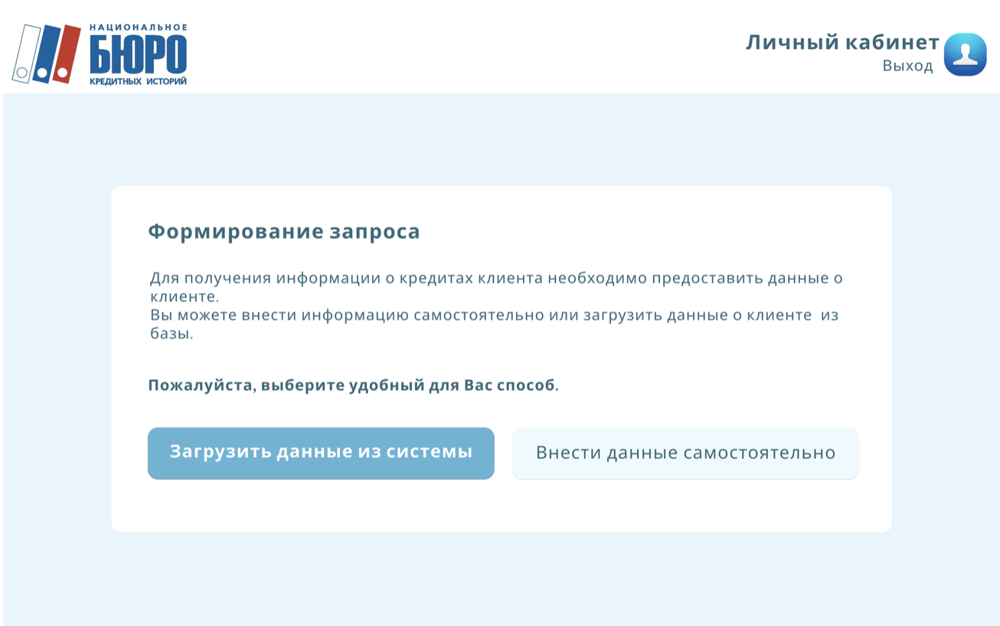 НАЦИОНАЛЬНОЕ
БЮРО
КРЕДИТНЫХ ИСТОРИЙ
Личный кабинет
Выход
Формирование запроса
Для получения информации о кредитах клиента необходимо предоставить данные о
клиенте.
Вы можете внести информацию самостоятельно или загрузить данные о клиенте из
базы.
Пожалуйста, выберите удобный для Вас способ.
Загрузить данные из системы
Внести данные самостоятельно